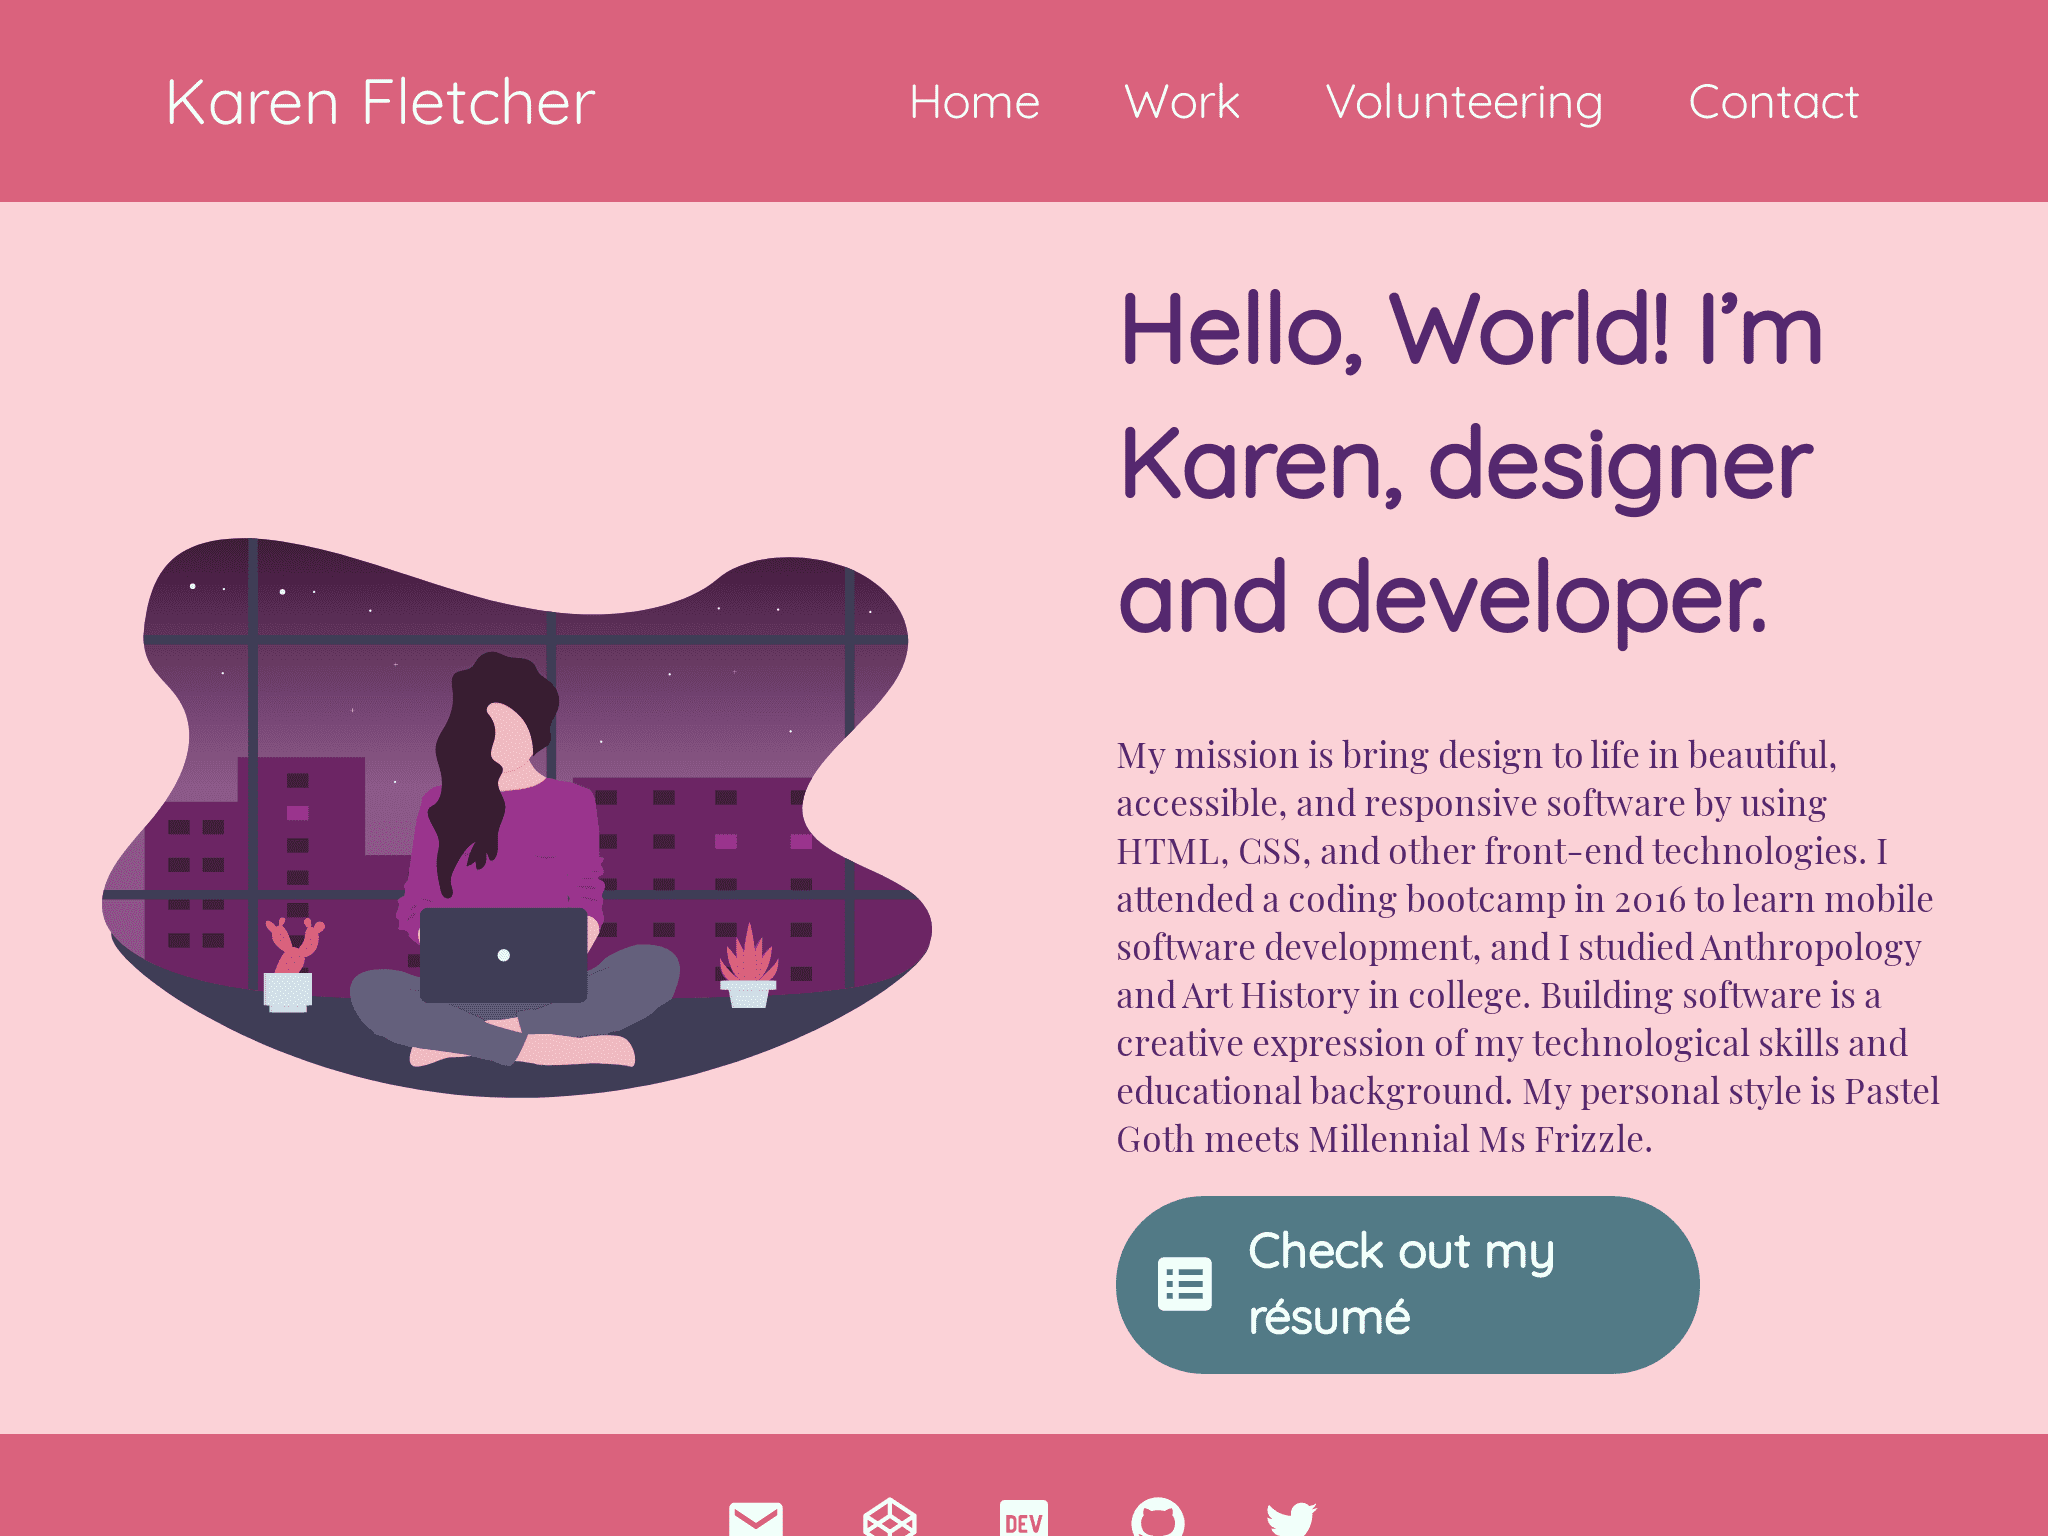 Karen Fletcher
Home Work Volunteering Contact
Hello, World! I’m
Karen, designer
and developer.
My mission is bring design to life in beautiful,
accessible, and responsive software by using
HTML, CSS, and other front-end technologies. I
attended a coding bootcamp in 2016 to learn mobile
software development, and I studied Anthropology
and Art History in college. Building software is a
creative expression of my technological skills and
educational background. My personal style is Pastel
Goth meets Millennial Ms Frizzle.
Check out my
résumé
DEV